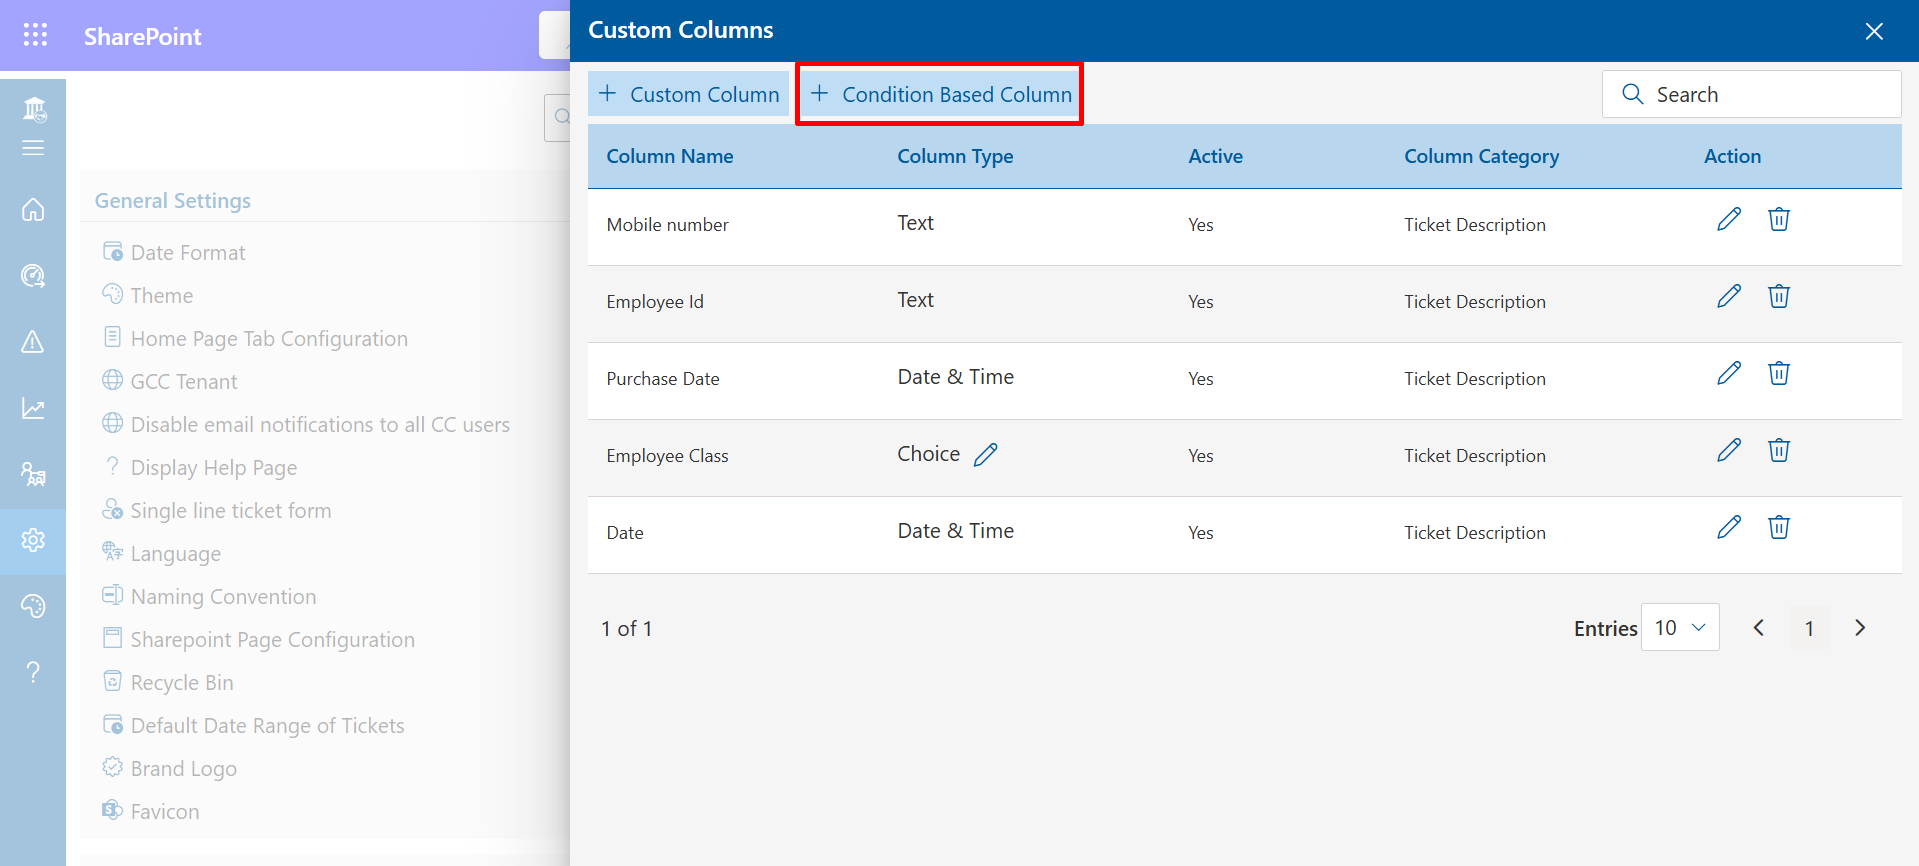 SharePoint
General Settings
Date Format
Theme
Home Page Tab Configuration
GCC Tenant
Disable email notifications to all CC users
Display Help Page
Single line ticket form
Language
Naming Convention
Sharepoint Page Configuration
Recycle Bin
Default Date Range of Tickets
Brand Logo
Favicon
Custom Columns
Custom Column
Condition Based Column
Search
Column Name Column Type Active Column Category Action
Mobile number Text Yes Ticket Description
Employee Id Text Yes Ticket Description
Purchase Date Date & Time Yes Ticket Description
Employee Class Choice Yes Ticket Description
Date Date & Time Yes Ticket Description
1 of 1
Entries 10 1